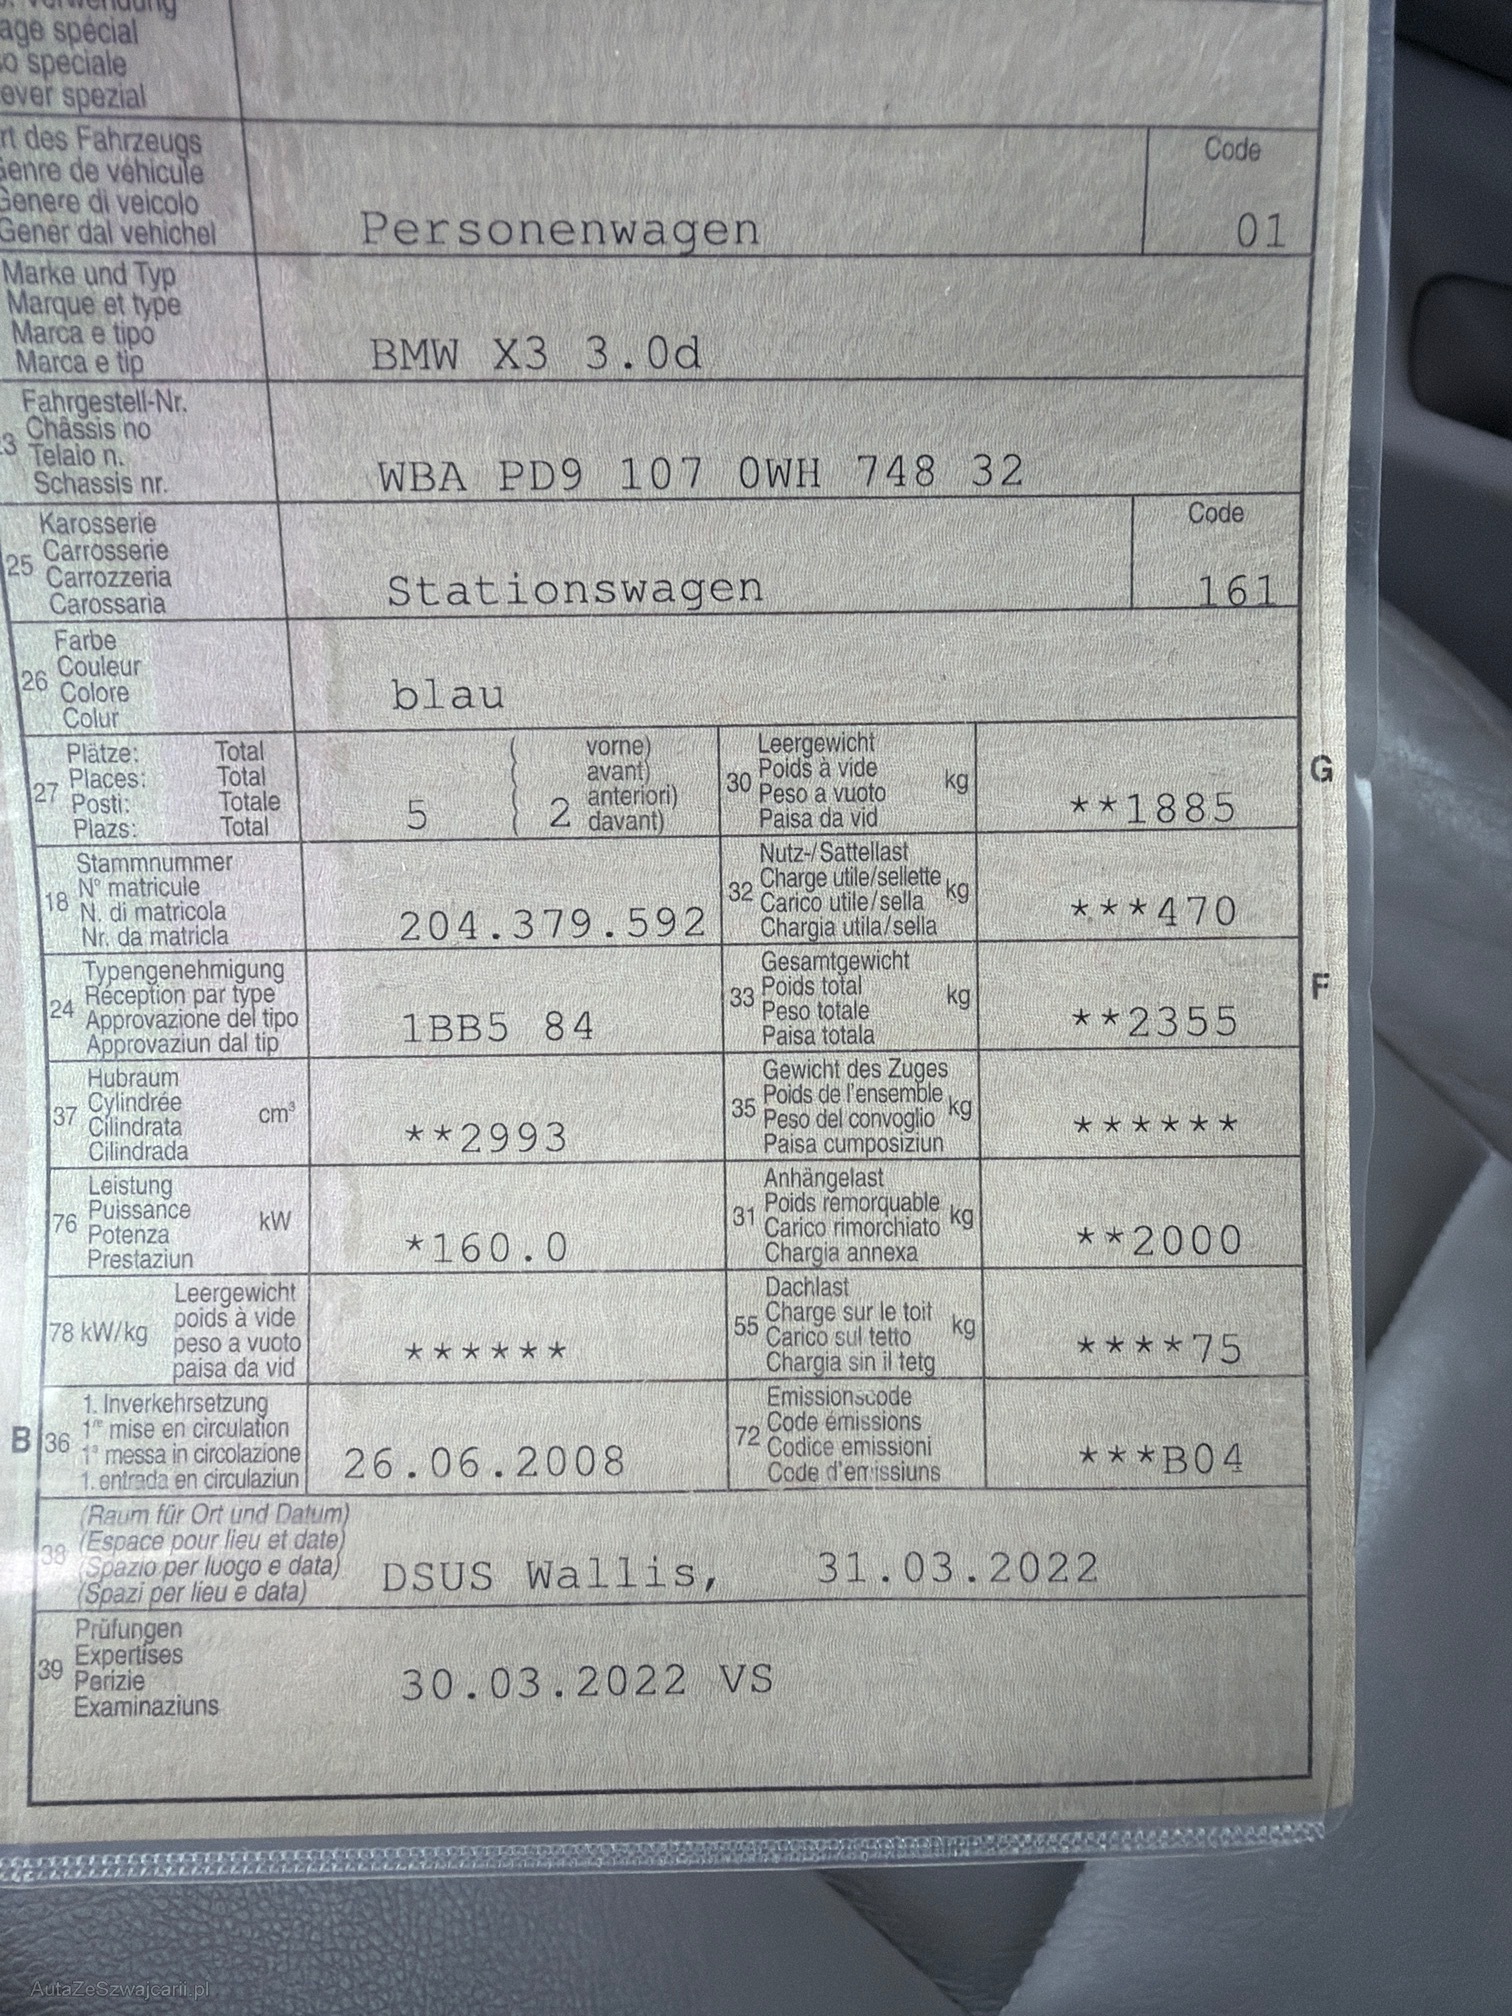 age spécial
so speciale
ever spezial
rt des Fahrzeugs
Genre de véhicule
Genere di veicolo
Gener dal vehichel
Personenwagen
Code
01
Marke und Typ
Marque et type
Marca e tipo
Marca e tip
BMW X3 3.0d
23
Fahrgestell-Nr.
Châssis no
Telaio n.
Schassis nr.
WBA PD9 107 0WH 748 32
25
Karosserie
Carrosserie
Carrozzeria
Carossaria
Stationswagen
Code
161
26
Farbe
Couleur
Colore
Colur
blau
27
Plätze: Total
Places: Total
Posti: Totale
Plazs: Total
5
2
vorne)
avant)
anteriori)
davant)
30
Leergewicht
Poids à vide
Peso a vuoto
Paisa da vid
kg
**1885
G
18
Stammnummer
N° matricule
N. di matricola
Nr. da matricla
204.379.592
32
Nutz-/Sattellast
Charge utile/sellette
Carico utile/sella
Chargia utila/sella
kg
***470
24
Typengenehmigung
Réception par type
Approvazione del tipo
Approvaziun dal tip
1BB5 84
33
Gesamtgewicht
Poids total
Peso totale
Paisa totala
kg
**2355
F
37
Hubraum
Cylindrée
Cilindrata
Cilindrada
cm³
**2993
35
Gewicht des Zuges
Poids de l'ensemble
Peso del convoglio
Paisa cumposiziun
kg
******
76
Leistung
Puissance
Potenza
Prestaziun
kW
*160.0
31
Anhängelast
Poids remorquable
Carico rimorchiato
Chargia annexa
kg
**2000
78 kW/kg
Leergewicht
poids à vide
peso a vuoto
paisa da vid
******
55
Dachlast
Charge sur le toit
Carico sul tetto
Chargia sin il tetg
kg
****75
B
36
1. Inverkehrsetzung
1re mise en circulation
1a messa in circolazione
1. entrada en circulaziun
26.06.2008
72
Emissionscode
Code émissions
Codice emissioni
Code d'emissiuns
***B04
38
(Raum für Ort und Datum)
(Espace pour lieu et date)
(Spazio per luogo e data)
(Spazi per lieu e data)
DSUS Wallis, 31.03.2022
39
Prüfungen
Expertises
Perizie
Examinaziuns
30.03.2022 VS
AutaZeSzwajcarii.pl